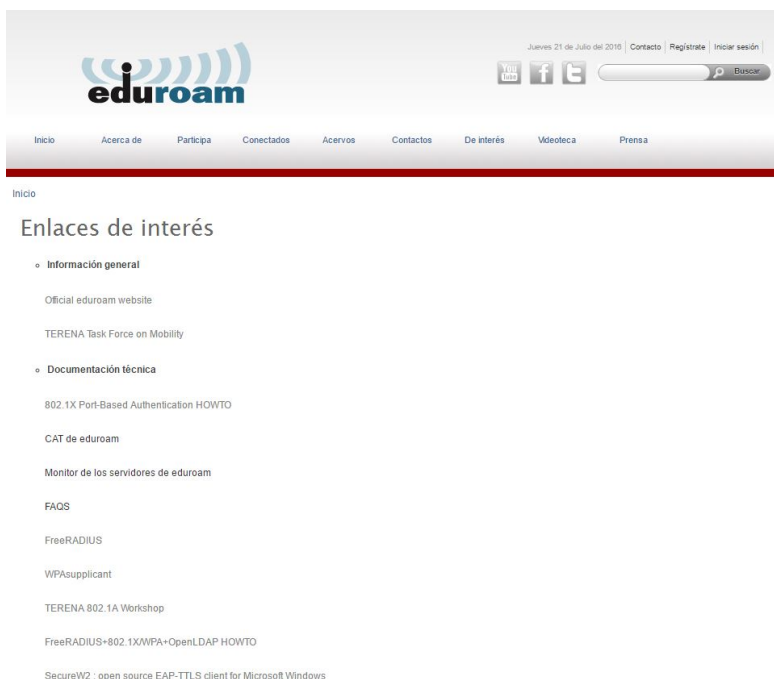 Jueves 21 de Julio del 2016 Contacto Regístrate Iniciar sesión
You Tube
Buscar
eduroam
Inicio Acerca de Participa Conectados Acervos Contactos De interés Videoteca Prensa
Inicio
Enlaces de interés
Información general
Official eduroam website
TERENA Task Force on Mobility
Documentación técnica
802.1X Port-Based Authentication HOWTO
CAT de eduroam
Monitor de los servidores de eduroam
FAQS
FreeRADIUS
WPAsupplicant
TERENA 802.1A Workshop
FreeRADIUS+802.1X/WPA+OpenLDAP HOWTO
SecureW2 : open source EAP-TTLS client for Microsoft Windows